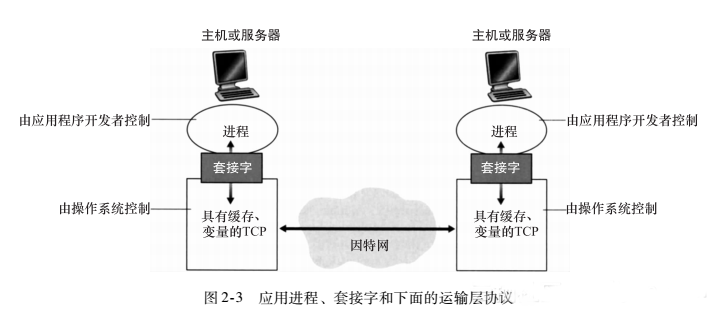 主机或服务器
主机或服务器
由应用程序开发者控制
进程
进程
由应用程序开发者控制
套接字
套接字
由操作系统控制
具有缓存、
变量的TCP
因特网
具有缓存、
变量的TCP
由操作系统控制
图2-3 应用进程、套接字和下面的运输层协议